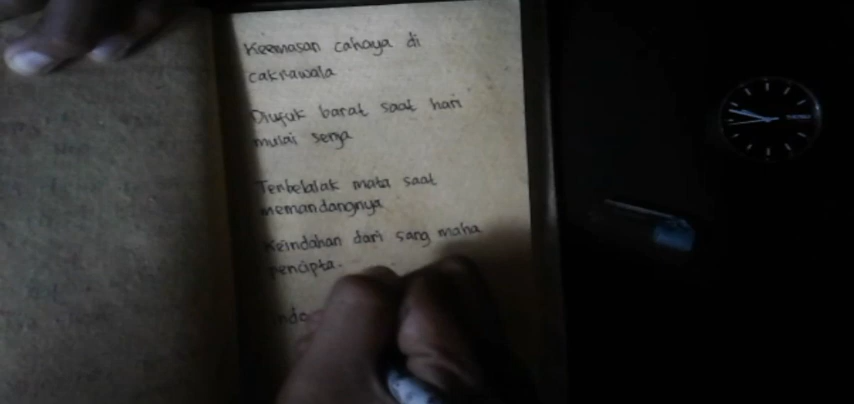 Keemasan cahaya di
cakrawala
Diufuk barat saat hari
mulai senja
Terbelalak mata saat
memandangnya
Keindahan dari sang maha
pencipta.
Indo